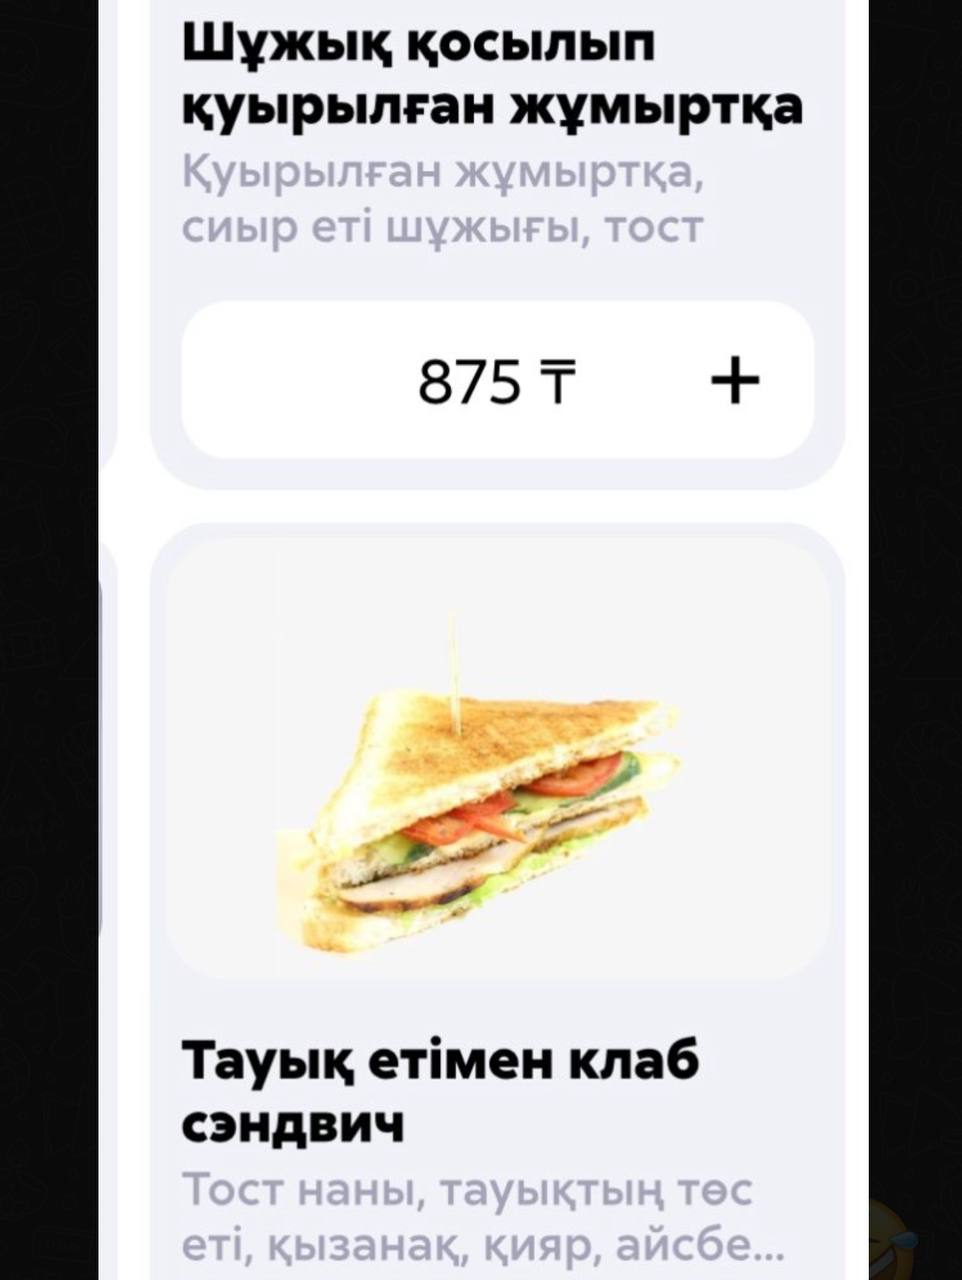 Шұжық қосылып
қуырылған жұмыртқа
Қуырылған жұмыртқа,
сиыр еті шұжығы, тост
875 ₸ +
Тауық етімен клаб
сэндвич
Тост наны, тауықтың төс
еті, қызанақ, қияр, айсбе...